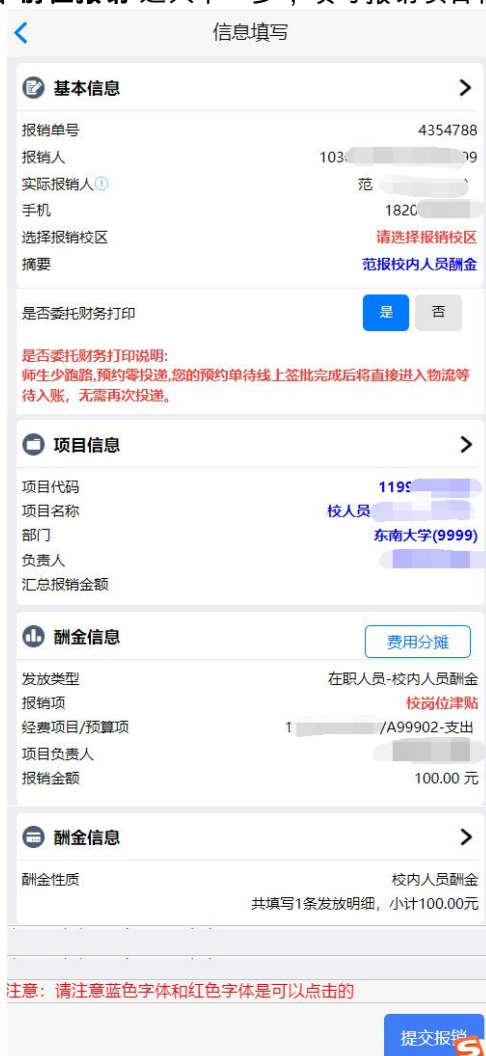 信息填写
基本信息
报销单号 4354788
报销人 103 99
实际报销人 范
手机 1820
选择报销校区 请选择报销校区
摘要 范报校内人员酬金
是否委托财务打印 是 否
是否委托财务打印说明:
师生少跑路,预约零投递,您的预约单待线上签批完成后将直接进入物流等
待入账，无需再次投递。
项目信息
项目代码 1199
项目名称 校人员
部门 东南大学(9999)
负责人
汇总报销金额
酬金信息 费用分摊
发放类型 在职人员-校内人员酬金
报销项 校岗位津贴
经费项目/预算项 1 /A99902-支出
项目负责人
报销金额 100.00 元
酬金信息
酬金性质 校内人员酬金
共填写1条发放明细，小计100.00元
注意：请注意蓝色字体和红色字体是可以点击的
提交报销